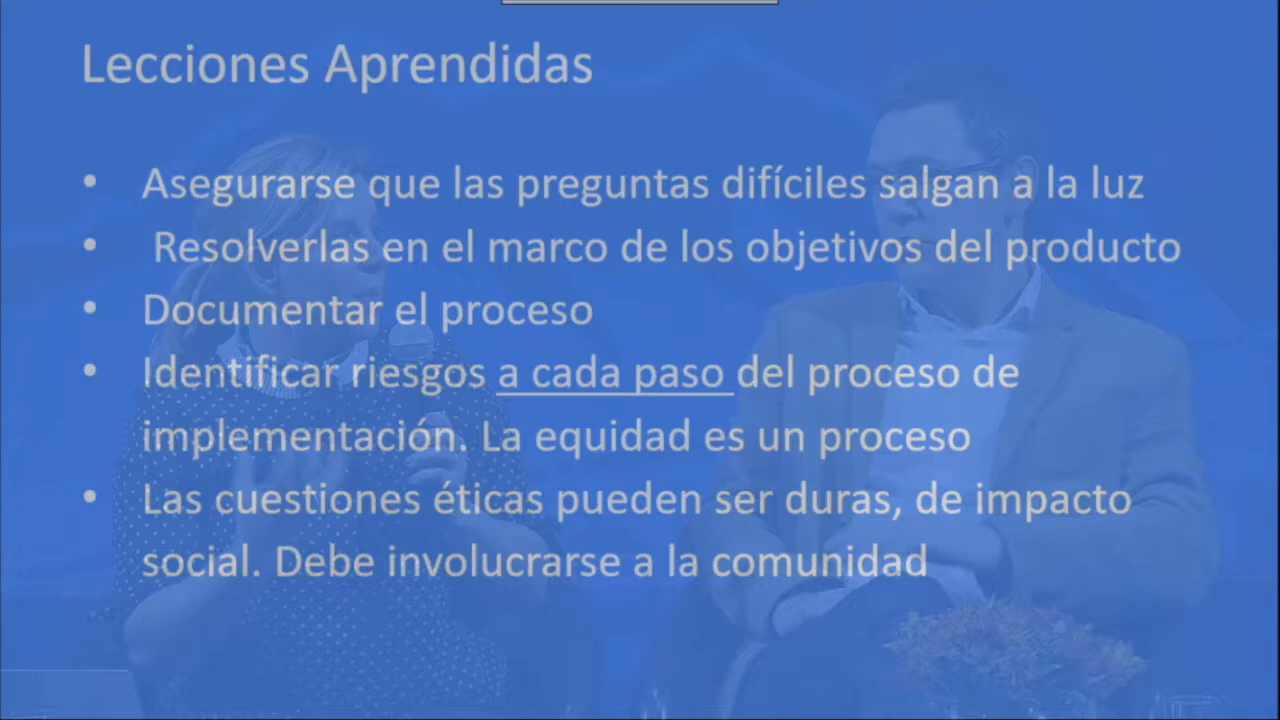 Lecciones Aprendidas
• Asegurarse que las preguntas difíciles salgan a la luz
• Resolverlas en el marco de los objetivos del producto
• Documentar el proceso
• Identificar riesgos a cada paso del proceso de
implementación. La equidad es un proceso
• Las cuestiones éticas pueden ser duras, de impacto
social. Debe involucrarse a la comunidad